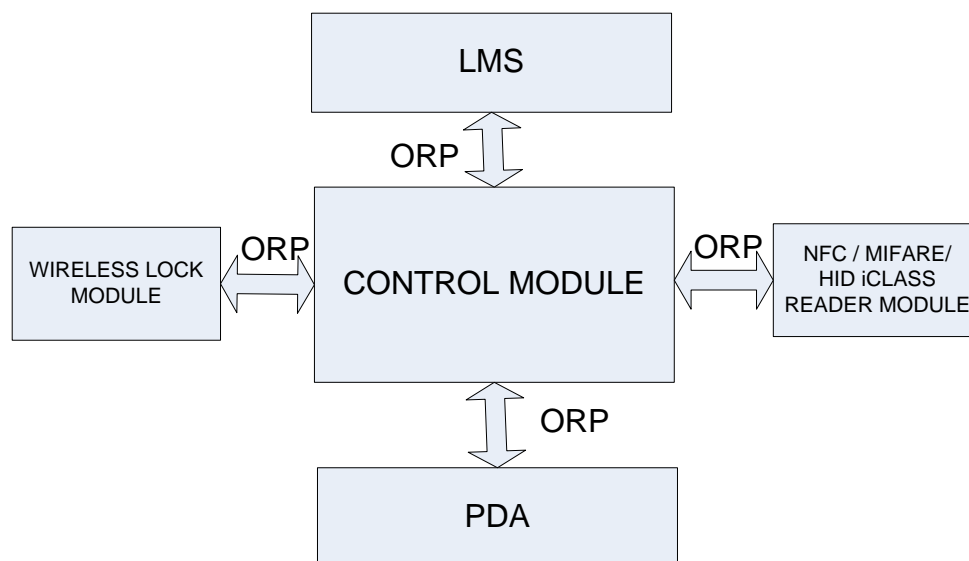 LMS
ORP
ORP
WIRELESS LOCK
MODULE
CONTROL MODULE
ORP
NFC / MIFARE/
HID iCLASS
READER MODULE
ORP
PDA